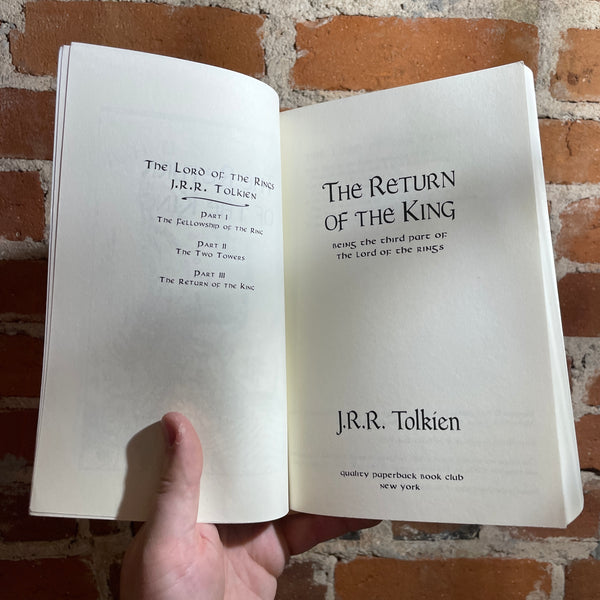 The Lord of the Rings
J.R.R. Tolkien
Part I
The Fellowship of the Ring
Part II
The Two Towers
Part III
The Return of the King
The Return
of the King
Being the third part of
The Lord of the Rings
J.R.R. Tolkien
Quality Paperback Book Club
New York